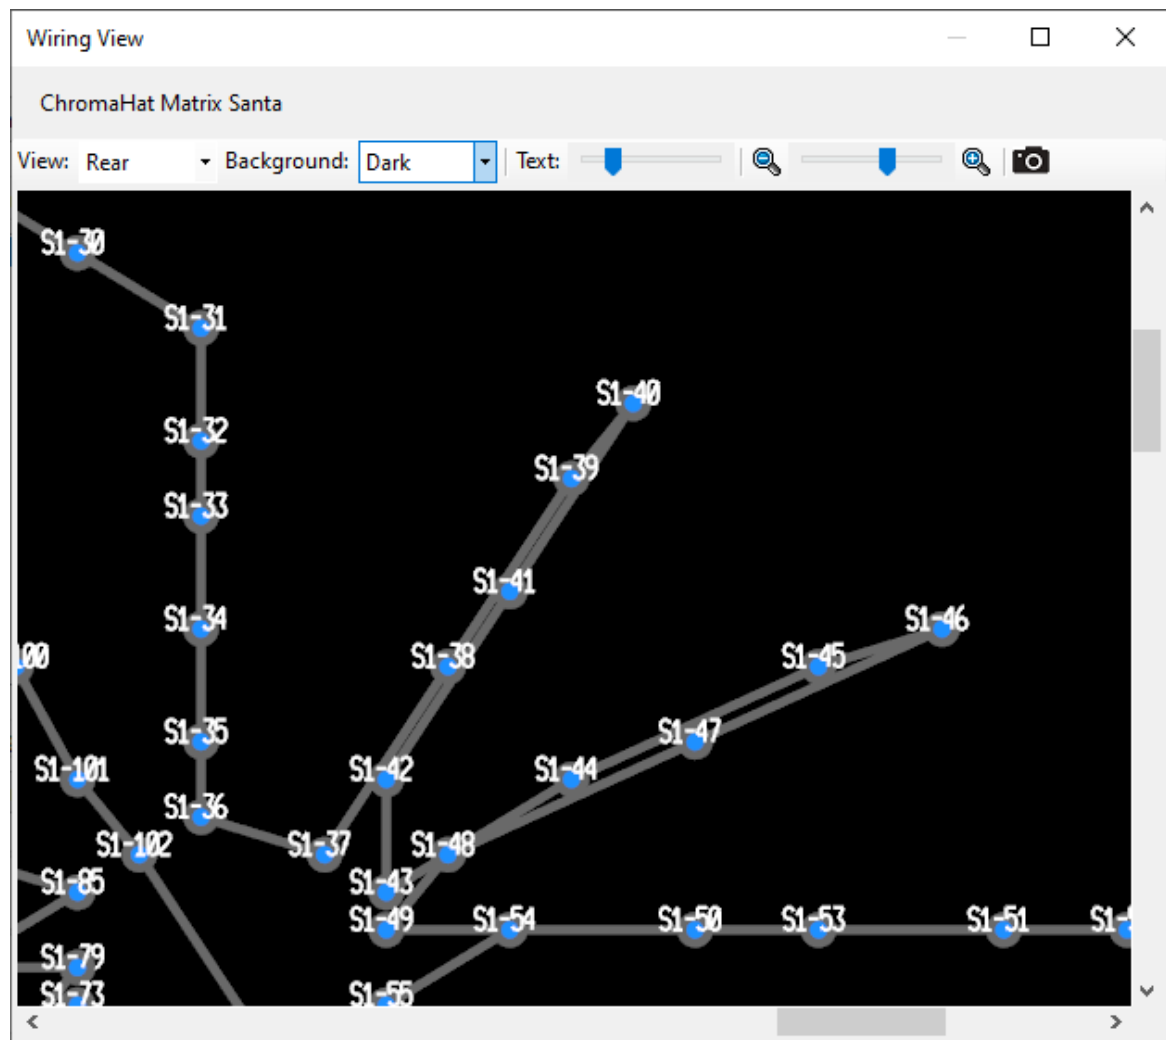 Wiring View
ChromaHat Matrix Santa
View: Rear Background: Dark Text:
S1-30
S1-31
S1-40
S1-32
S1-39
S1-33
S1-41
S1-34
S1-46
S1-38
S1-45
S1-35
S1-47
S1-101
S1-42
S1-44
S1-36
S1-102
S1-37
S1-48
S1-85
S1-43
S1-49
S1-54
S1-50
S1-53
S1-51
S1-79
S1-73
S1-55